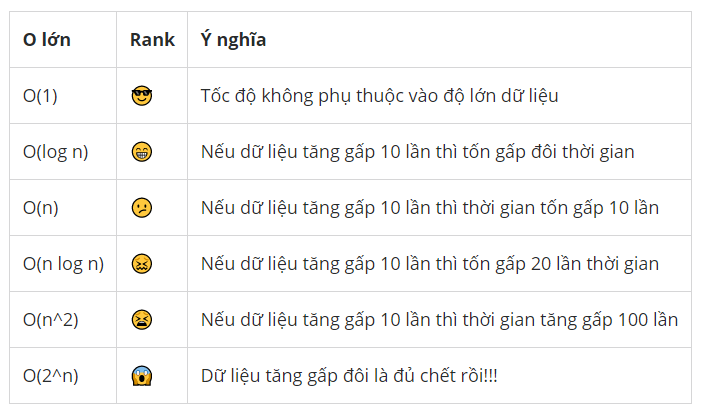 O lớn Rank Ý nghĩa
O(1) 😎 Tốc độ không phụ thuộc vào độ lớn dữ liệu
O(log n) 😁 Nếu dữ liệu tăng gấp 10 lần thì tốn gấp đôi thời gian
O(n) 😕 Nếu dữ liệu tăng gấp 10 lần thì thời gian tốn gấp 10 lần
O(n log n) 😖 Nếu dữ liệu tăng gấp 10 lần thì tốn gấp 20 lần thời gian
O(n^2) 😫 Nếu dữ liệu tăng gấp 10 lần thì thời gian tăng gấp 100 lần
O(2^n) 😱 Dữ liệu tăng gấp đôi là đủ chết rồi!!!